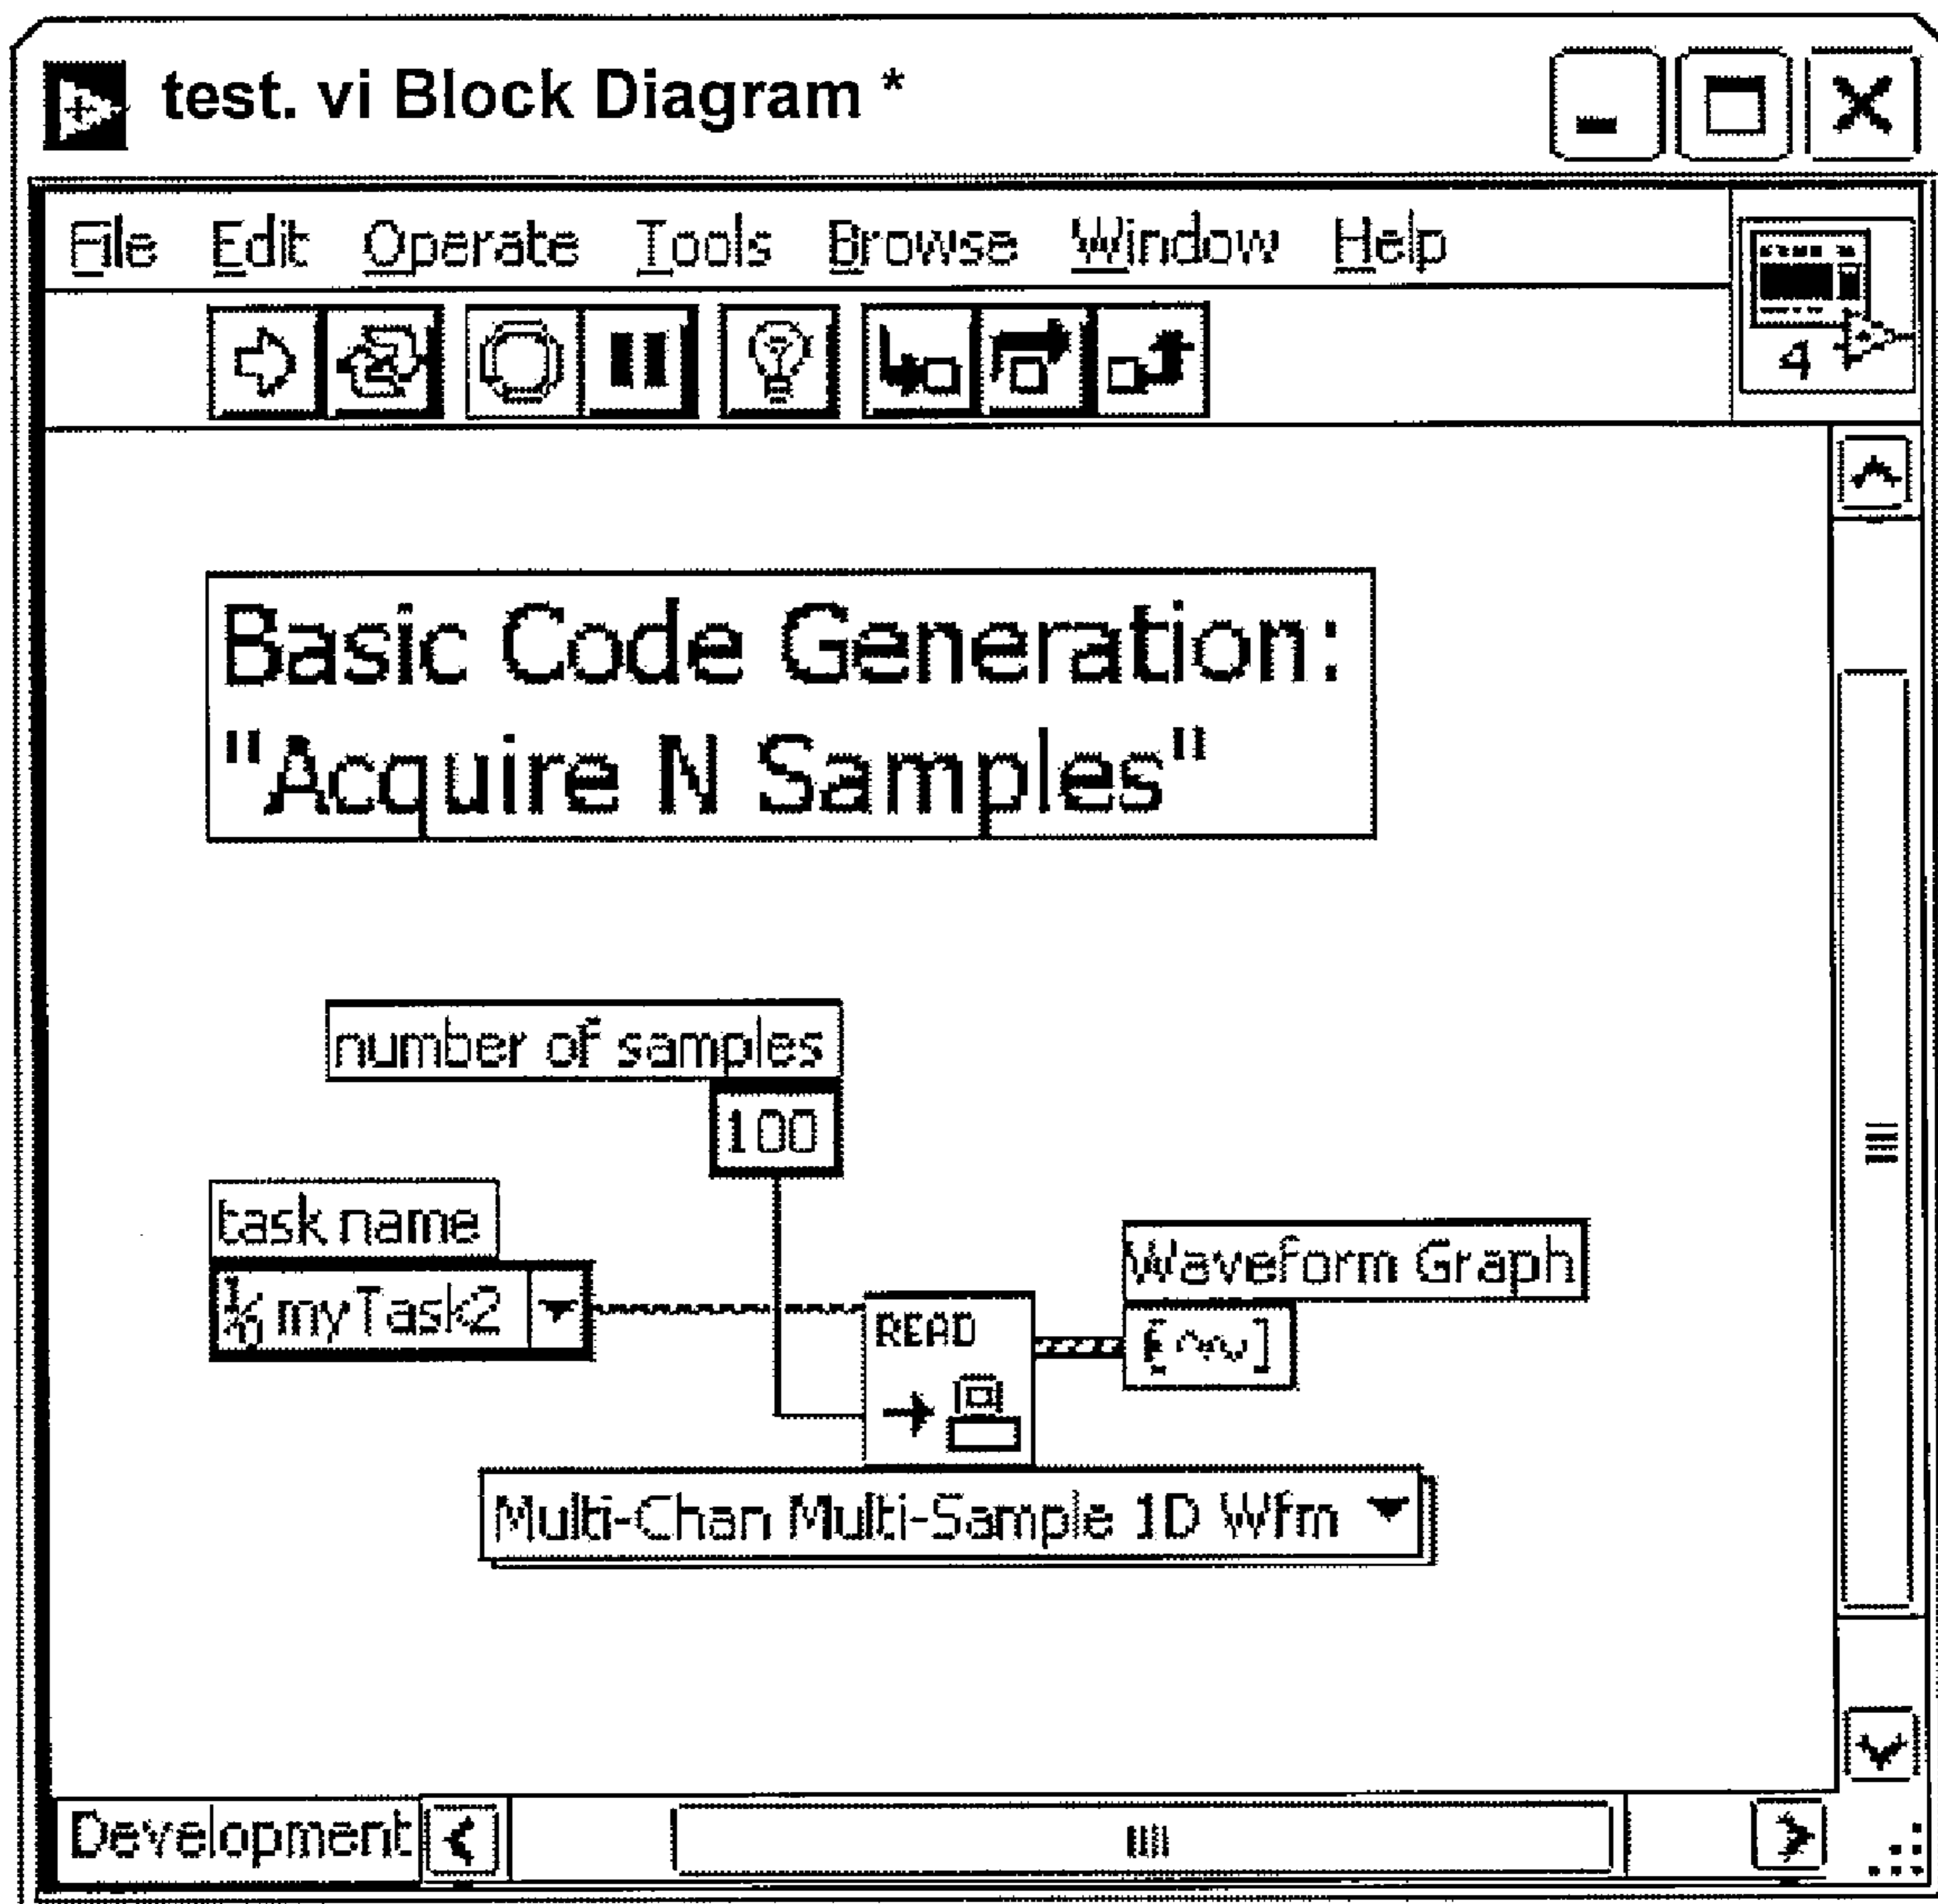 test. vi Block Diagram *
File Edit Operate Tools Browse Window Help
4
Basic Code Generation:
"Acquire N Samples"
number of samples
100
task name
myTask2
Waveform Graph
READ
Multi-Chan Multi-Sample 1D Wfm
Development